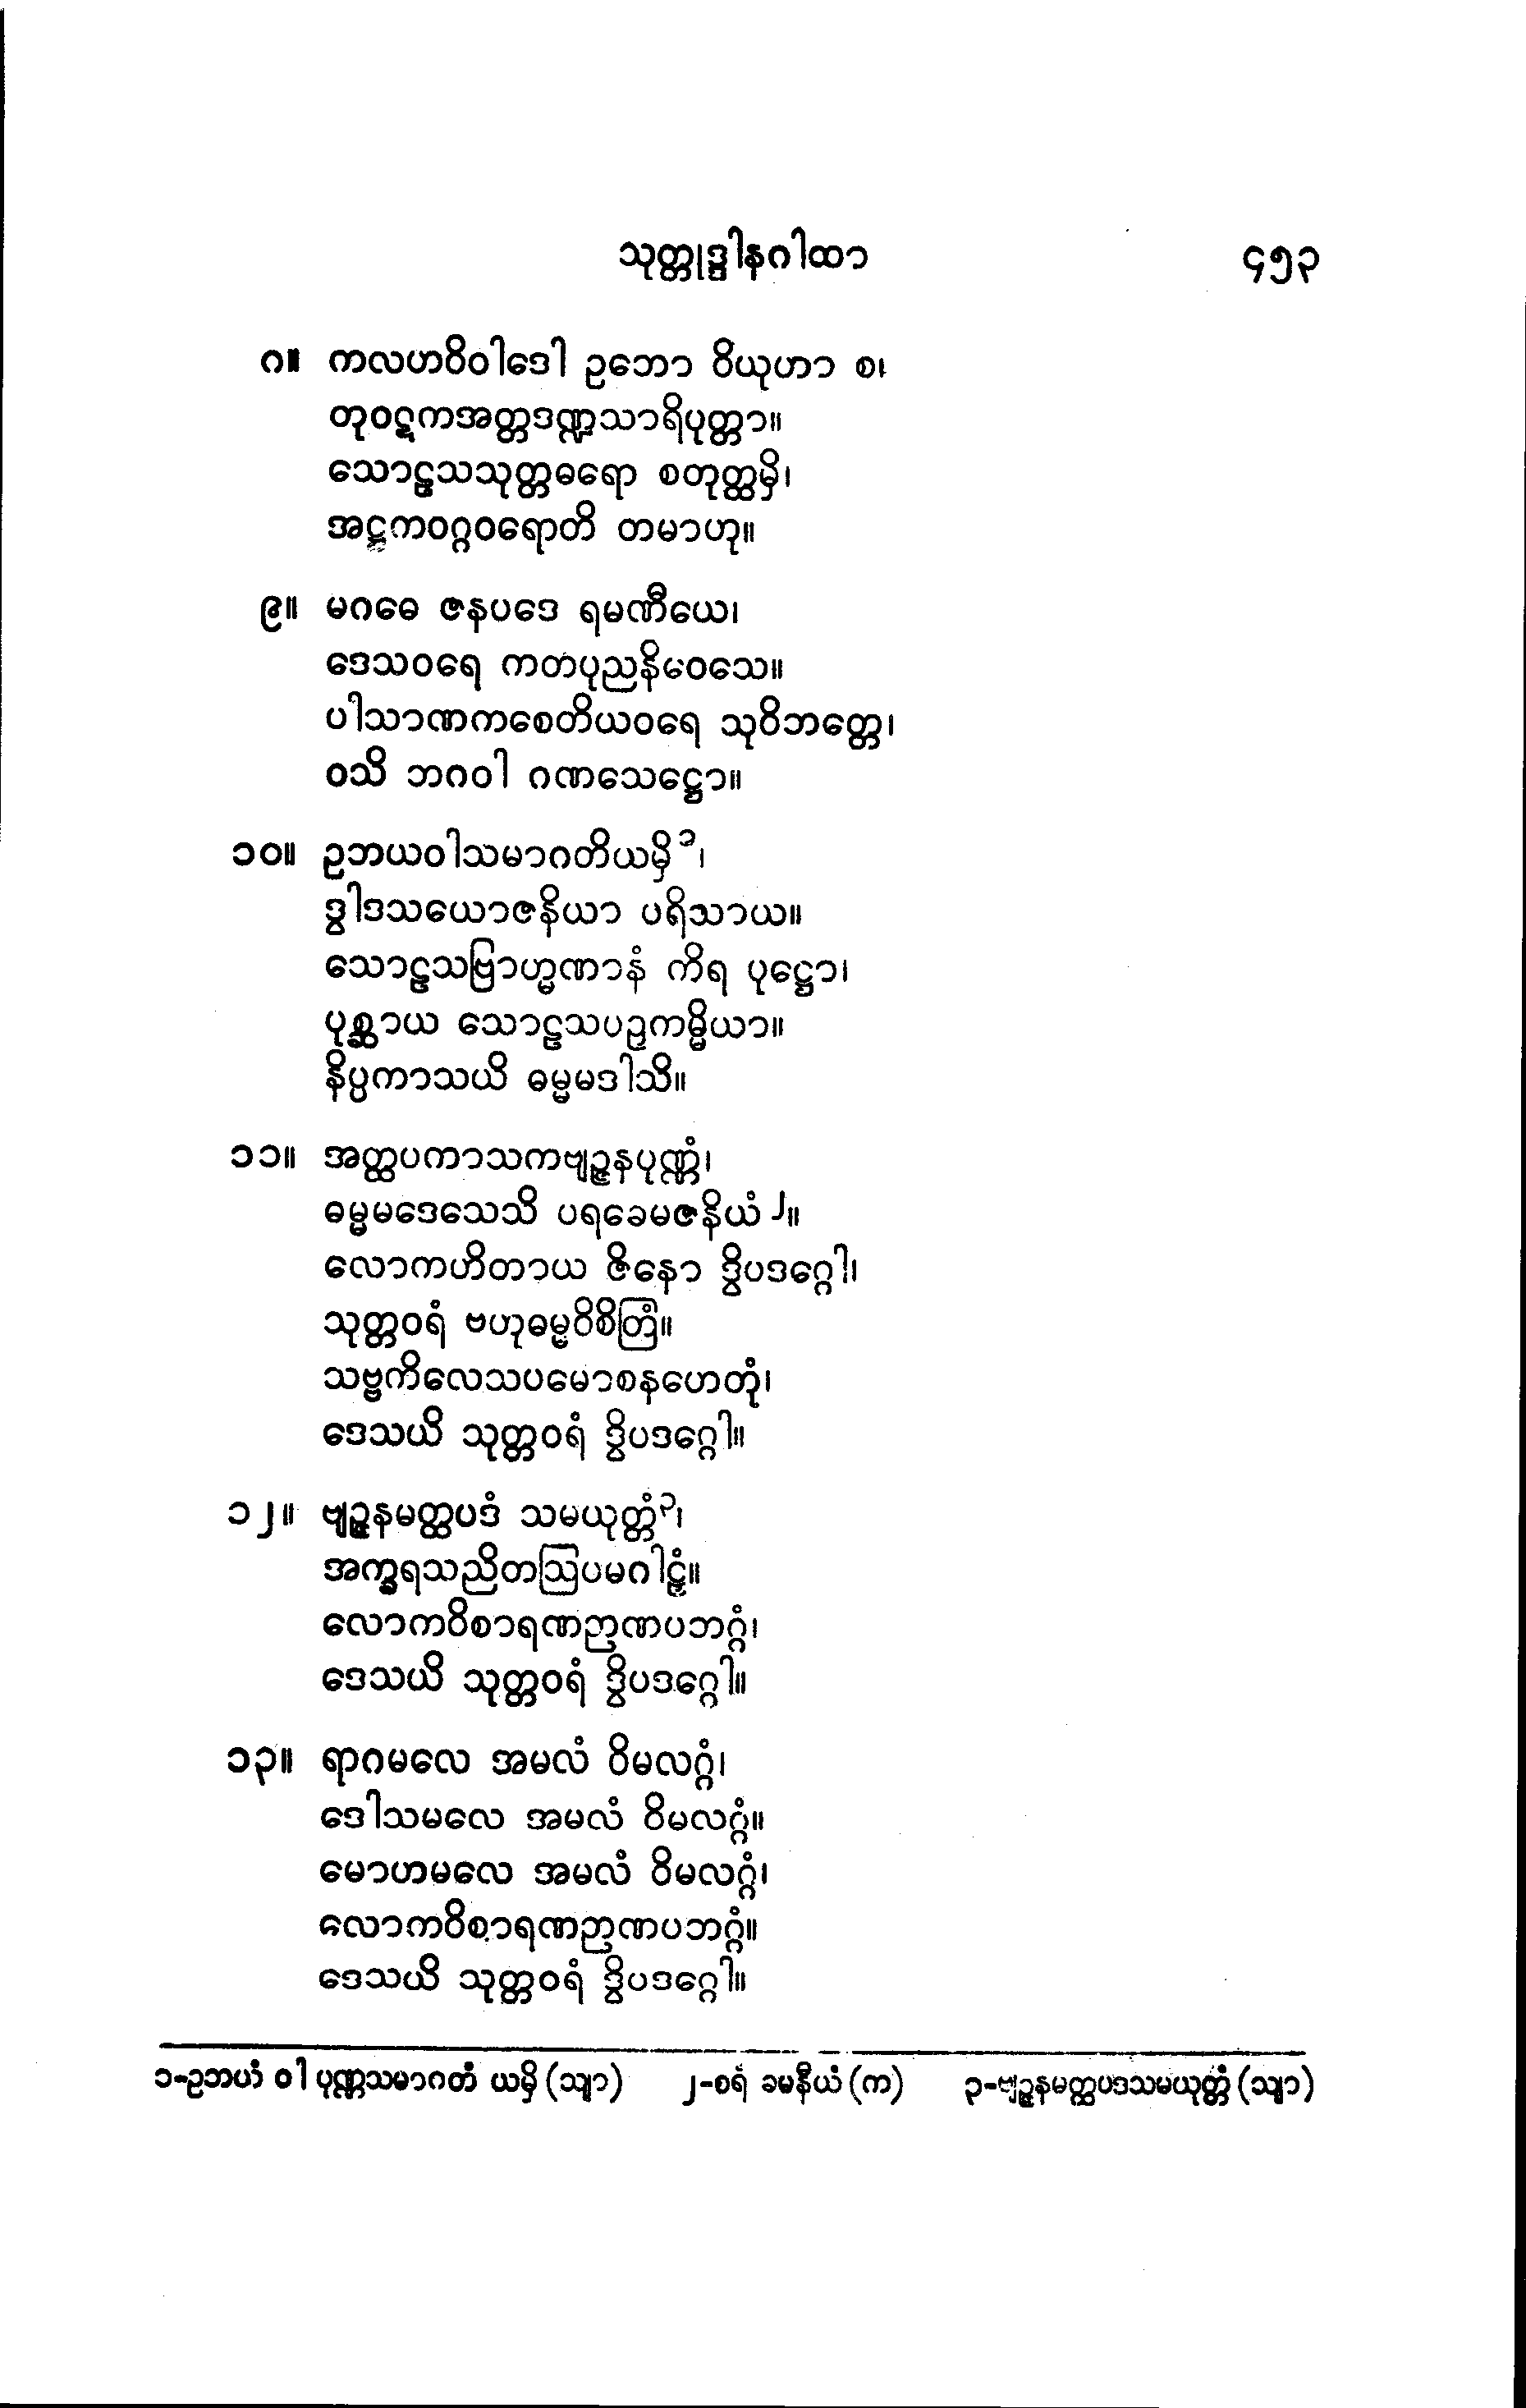 သုတ္တုဒ္ဒါနဂါထာ ၄၅၃
ဂ။ ကလဟဝိဝါဒေါ ဥဘော ဝိယုဟာ စ၊
တုဝဋကအတ္တဒဏ္ဍသာရိပုတ္တာ။
သောဠသသုတ္တဓရော စတုတ္ထမှိ၊
အဋ္ဌကဝဂ္ဂဝရောတိ တမာဟု။
၉။ မဂဓေ ဇနပဒေ ရမဏီယေ၊
ဒေသဝရေ ကတပုညနိဝေသေ။
ပါသာဏကစေတိယဝရေ သုဝိဘတ္တေ၊
ဝသိ ဘဂဝါ ဂဏသေဋ္ဌော။
၁၀။ ဥဘယဝါသမာဂတိယမှိ၁၊
ဒွါဒသယောဇနိယာ ပရိသာယ။
သောဠသဗြာဟ္မဏာနံ ကိရ ပုဋ္ဌော၊
ပုစ္ဆာယ သောဠသပဉှကမ္မိယာ။
နိပ္ပကာသယိ ဓမ္မမဒါသိ။
၁၁။ အတ္ထပကာသကဗျဉ္ဇနပုဏ္ဏံ၊
ဓမ္မမဒေသေသိ ပရခေမဇနိယံ၂။
လောကဟိတာယ ဇိနော ဒွိပဒဂ္ဂေါ၊
သုတ္တဝရံ ဗဟုဓမ္မဝိစိတြံ။
သဗ္ဗကိလေသပမောစနဟေတုံ၊
ဒေသယိ သုတ္တဝရံ ဒွိပဒဂ္ဂေါ။
၁၂။ ဗျဉ္ဇနမတ္ထပဒံ သမယုတ္တံ၃၊
အက္ခရသညိတဩပမဂါဠှံ။
လောကဝိစာရဏဉာဏပဘဂ္ဂံ၊
ဒေသယိ သုတ္တဝရံ ဒွိပဒဂ္ဂေါ။
၁၃။ ရာဂမလေ အမလံ ဝိမလဂ္ဂံ၊
ဒေါသမလေ အမလံ ဝိမလဂ္ဂံ။
မောဟမလေ အမလံ ဝိမလဂ္ဂံ၊
လောကဝိစာရဏဉာဏပဘဂ္ဂံ။
ဒေသယိ သုတ္တဝရံ ဒွိပဒဂ္ဂေါ။
၁-ဥဘယံ ဝါ ပုဏ္ဏသမာဂတံ ယမှိ (သျာ) ၂-စရံ ခမနီယံ (က) ၃-ဗျဉ္ဇနမတ္ထပဒသမယုတ္တံ (သျာ)